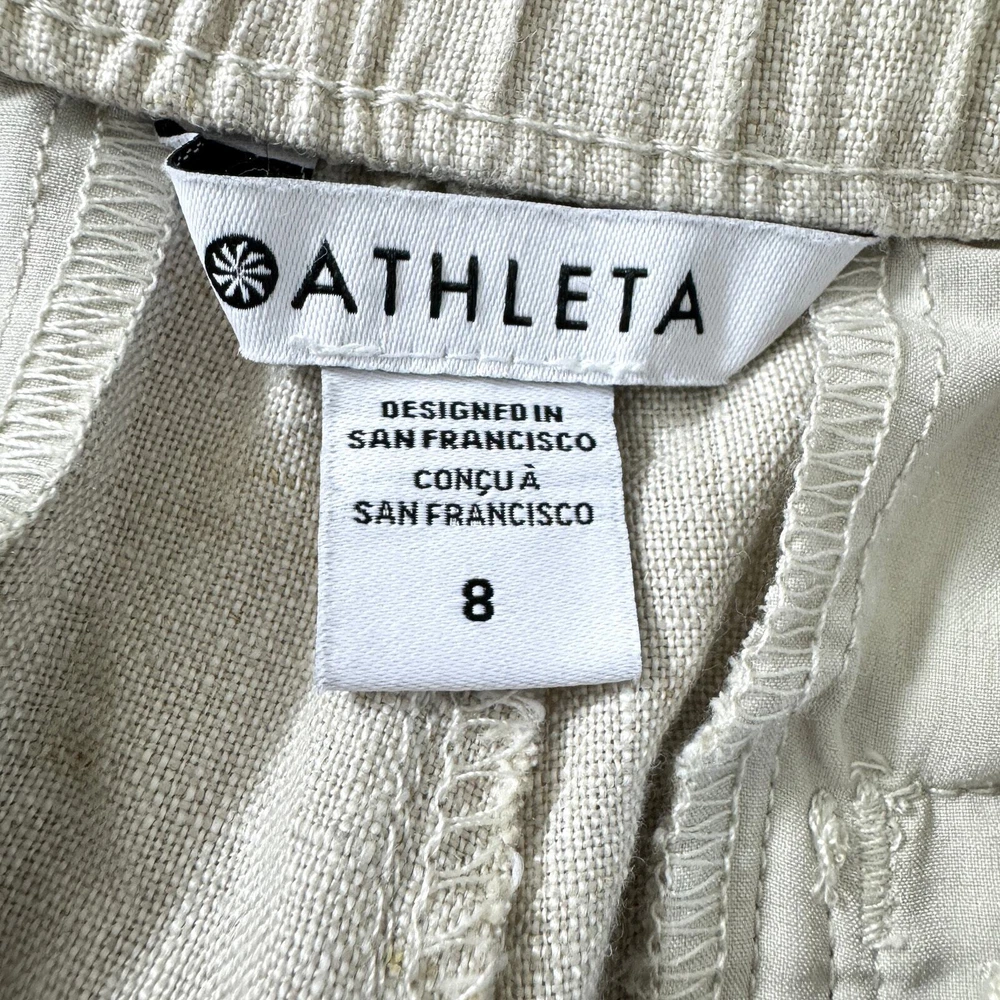 ATHLETA
DESIGNED IN
SAN FRANCISCO
CONÇU À
SAN FRANCISCO
8